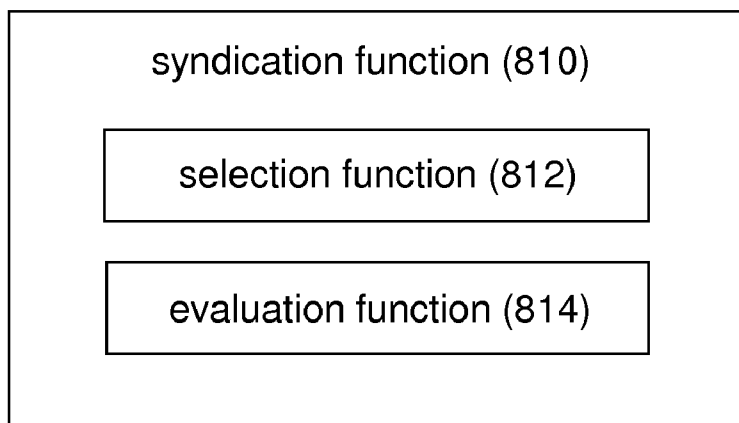 syndication function (810)
selection function (812)
evaluation function (814)